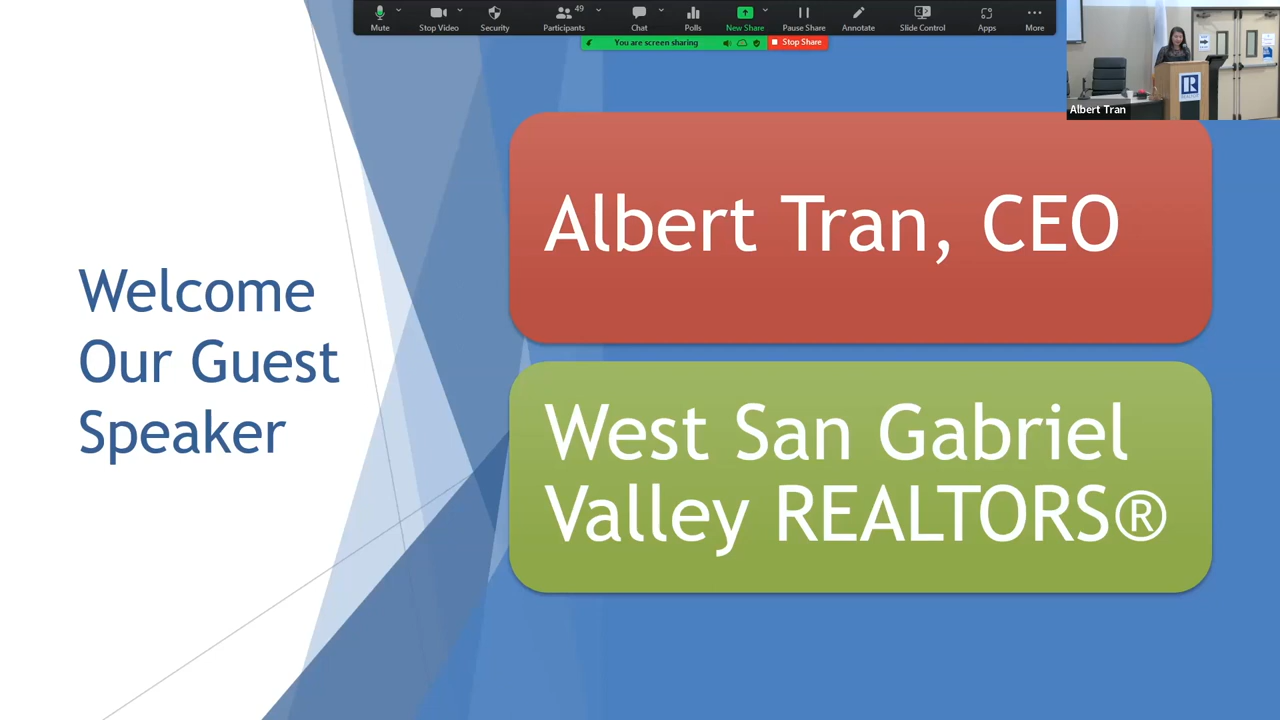 49
Mute
Stop Video
Security
Participants
Chat
Polls
New Share
Pause Share
Annotate
Slide Control
Apps
More
You are screen sharing
Stop Share
R
REALTOR
Albert Tran
Welcome
Our Guest
Speaker
Albert Tran, CEO
West San Gabriel
Valley REALTORS®